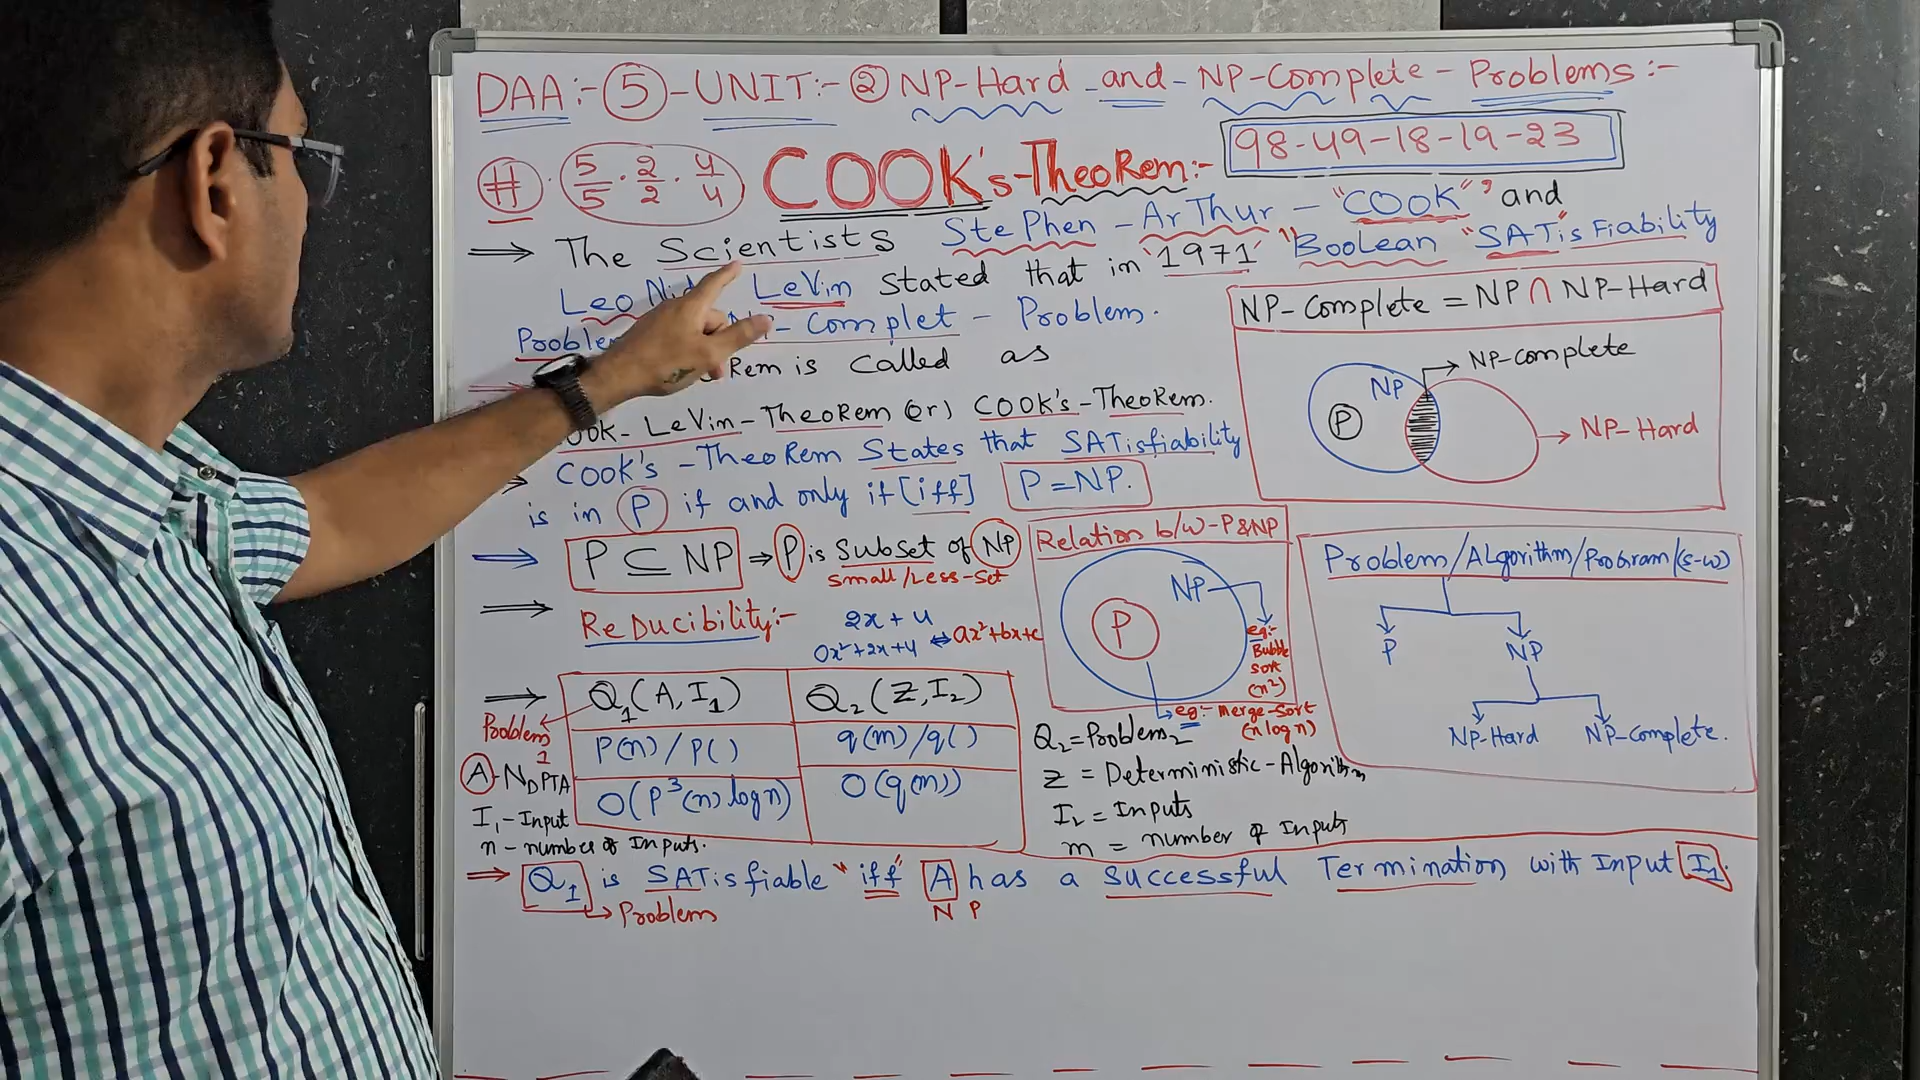 DAA:- ⑤ - UNIT:- ② NP-Hard - and - NP-Complete - Problems :-
98-49-18-19-23
H . 5/5 . 2/2 . 4/4 COOK's-TheoRem:-
⇒ The Scientists StePhen - ArThur - "COOK", and
Leo LeVin Stated that in '1971' "Boolean "SATisFiability
Problem - Complet - Problem.
Rem is Called as
- LeVin-TheoRem (or) COOK's-TheoRem.
COOK's - TheoRem States that SATisfiability
is in P if and only if [iff] P=NP.
NP-Complete = NP ∩ NP-Hard
NP-complete
NP
P
NP-Hard
⇒ P ⊆ NP ⇒ P is SubSet of NP
Small/Less-Set
⇒ ReDucibility:- 2x+4
0x²+2x+4 ⇔ ax²+bx+c
Relation b/w - P&NP
NP
P
eg:-
Bubble
sort
(n²)
eg:- Merge-Sort
(n log n)
Problem/ALgorithm/Program/(S-W)
P NP
NP-Hard NP-Complete.
⇒ Q₁(A,I₁) Q₂(Z,I₂)
Problem
1
P(n)/P() q(m)/q()
O(P³(n) log n) O(q(m))
A-NDPTA
I₁-Input
n-number of Inputs.
Q₂=Problem₂
Z = Deterministic-Algorithm
I₂ = Inputs
m = number of Inputs
⇒ Q₁ is SATisfiable "iff" A has a Successful Termination with Input I₁.
Problem
N P